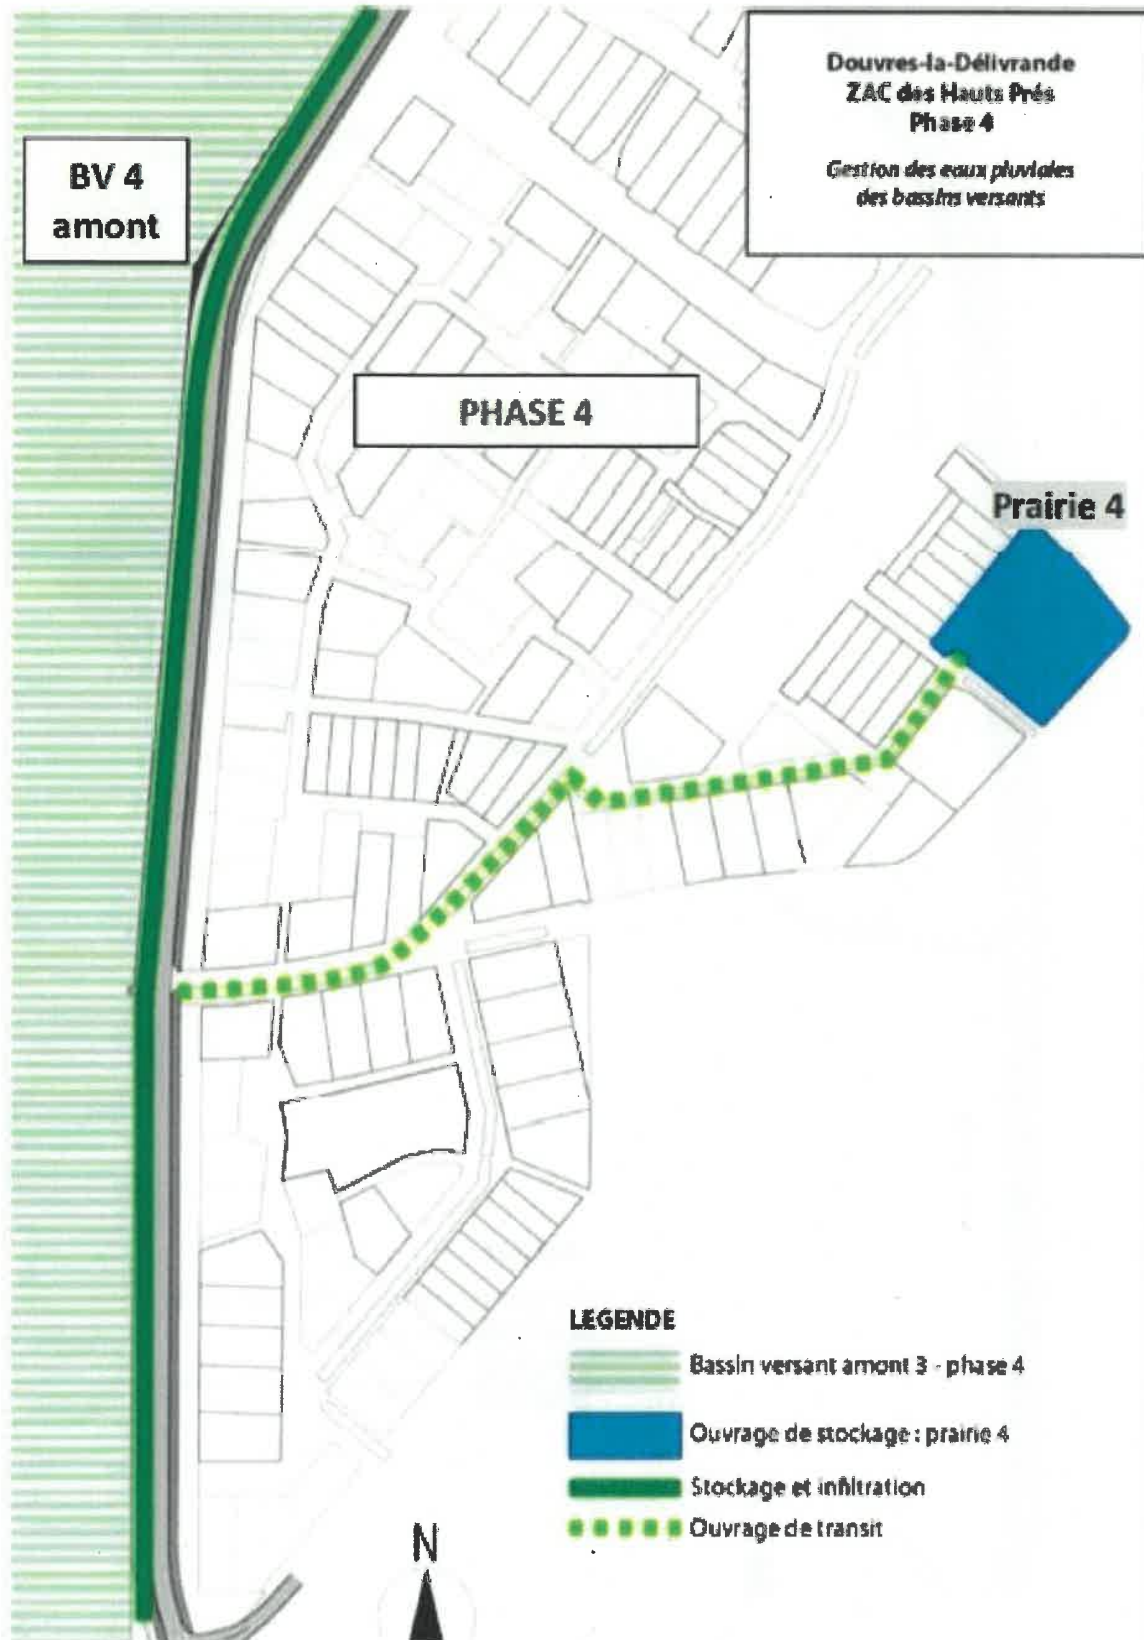 Douvres-la-Délivrande
ZAC des Hauts Prés
Phase 4
Gestion des eaux pluviales
des bassins versants
BV 4
amont
PHASE 4
Prairie 4
LEGENDE
Bassin versant amont 3 - phase 4
Ouvrage de stockage : prairie 4
Stockage et infiltration
Ouvrage de transit
N